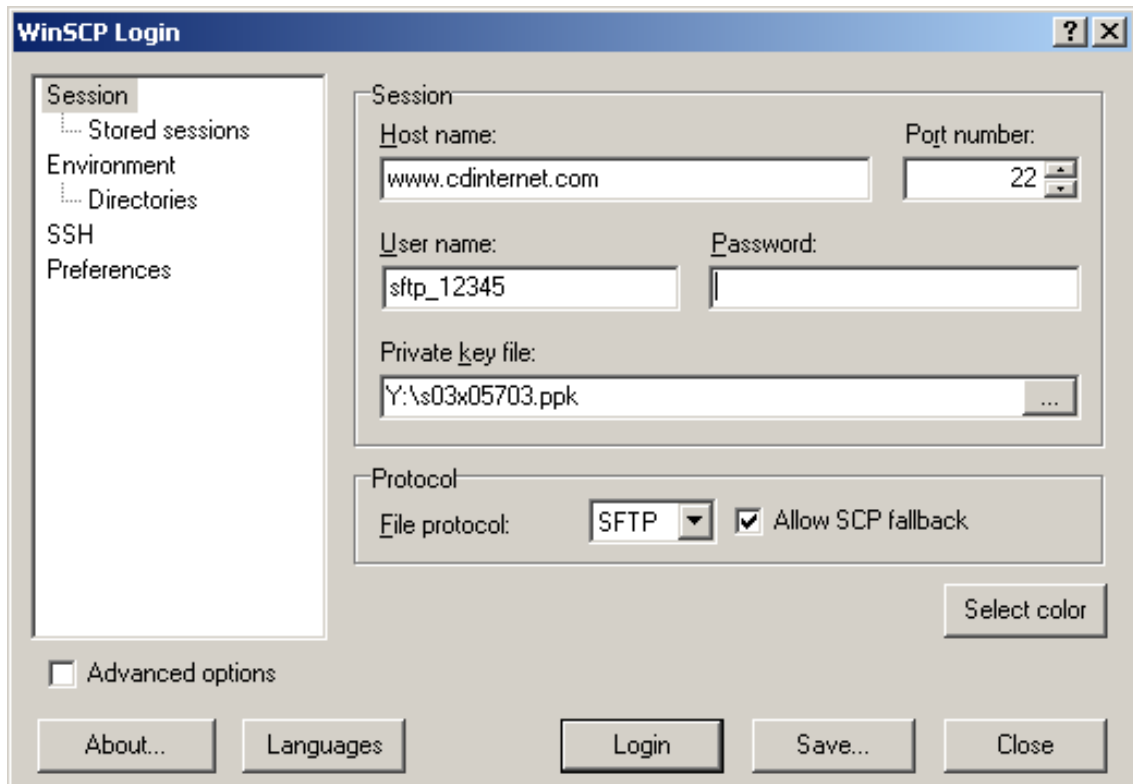 WinSCP Login
Session
Stored sessions
Environment
Directories
SSH
Preferences
Session
Host name:
Port number:
www.cdinternet.com
22
User name:
Password:
sftp_12345
Private key file:
Y:\s03x05703.ppk
...
Protocol
File protocol:
SFTP
Allow SCP fallback
Select color
Advanced options
About...
Languages
Login
Save...
Close